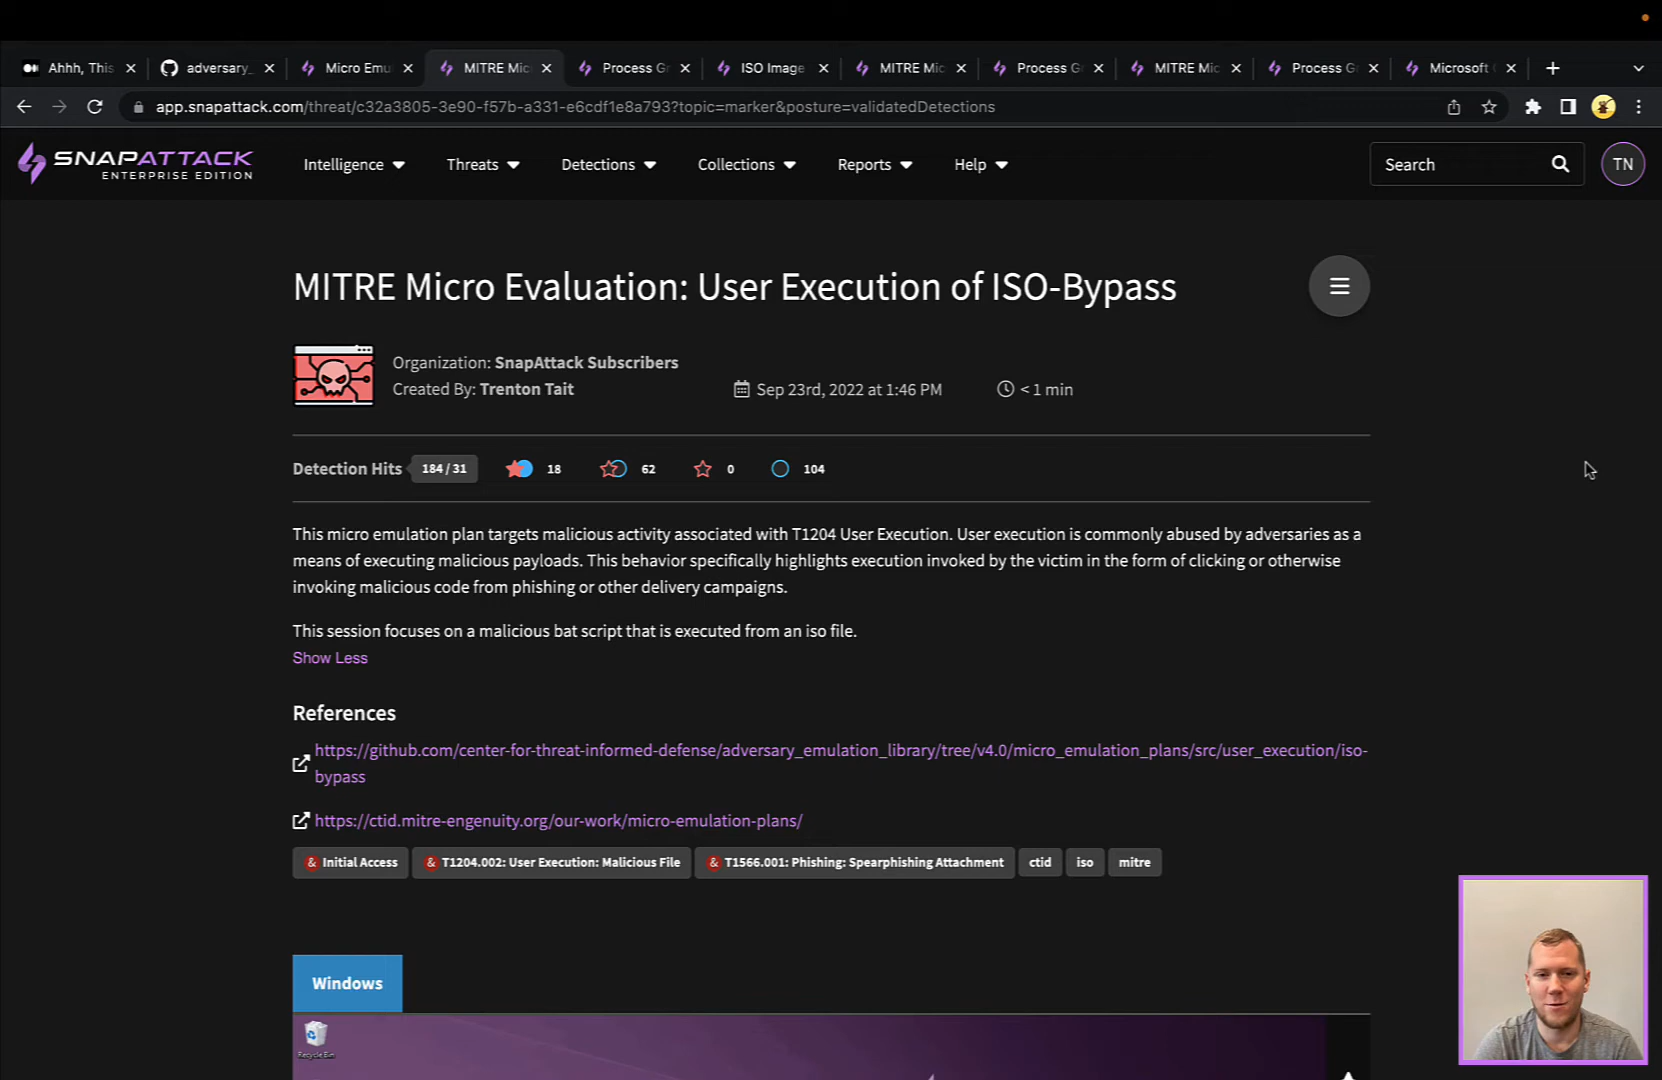 Ahhh, This
adversary_
Micro Emu
MITRE Mic
Process Gr
ISO Image
MITRE Mic
Process Gr
MITRE Mic
Process Gr
Microsoft
app.snapattack.com/threat/c32a3805-3e90-f57b-a331-e6cdf1e8a793?topic=marker&posture=validatedDetections
SNAPATTACK
ENTERPRISE EDITION
Intelligence
Threats
Detections
Collections
Reports
Help
Search
TN
MITRE Micro Evaluation: User Execution of ISO-Bypass
Organization: SnapAttack Subscribers
Created By: Trenton Tait
Sep 23rd, 2022 at 1:46 PM
< 1 min
Detection Hits 184 / 31 18 62 0 104
This micro emulation plan targets malicious activity associated with T1204 User Execution. User execution is commonly abused by adversaries as a
means of executing malicious payloads. This behavior specifically highlights execution invoked by the victim in the form of clicking or otherwise
invoking malicious code from phishing or other delivery campaigns.
This session focuses on a malicious bat script that is executed from an iso file.
Show Less
References
https://github.com/center-for-threat-informed-defense/adversary_emulation_library/tree/v4.0/micro_emulation_plans/src/user_execution/iso-
bypass
https://ctid.mitre-engenuity.org/our-work/micro-emulation-plans/
& Initial Access
& T1204.002: User Execution: Malicious File
& T1566.001: Phishing: Spearphishing Attachment
ctid
iso
mitre
Windows
Recycle Bin